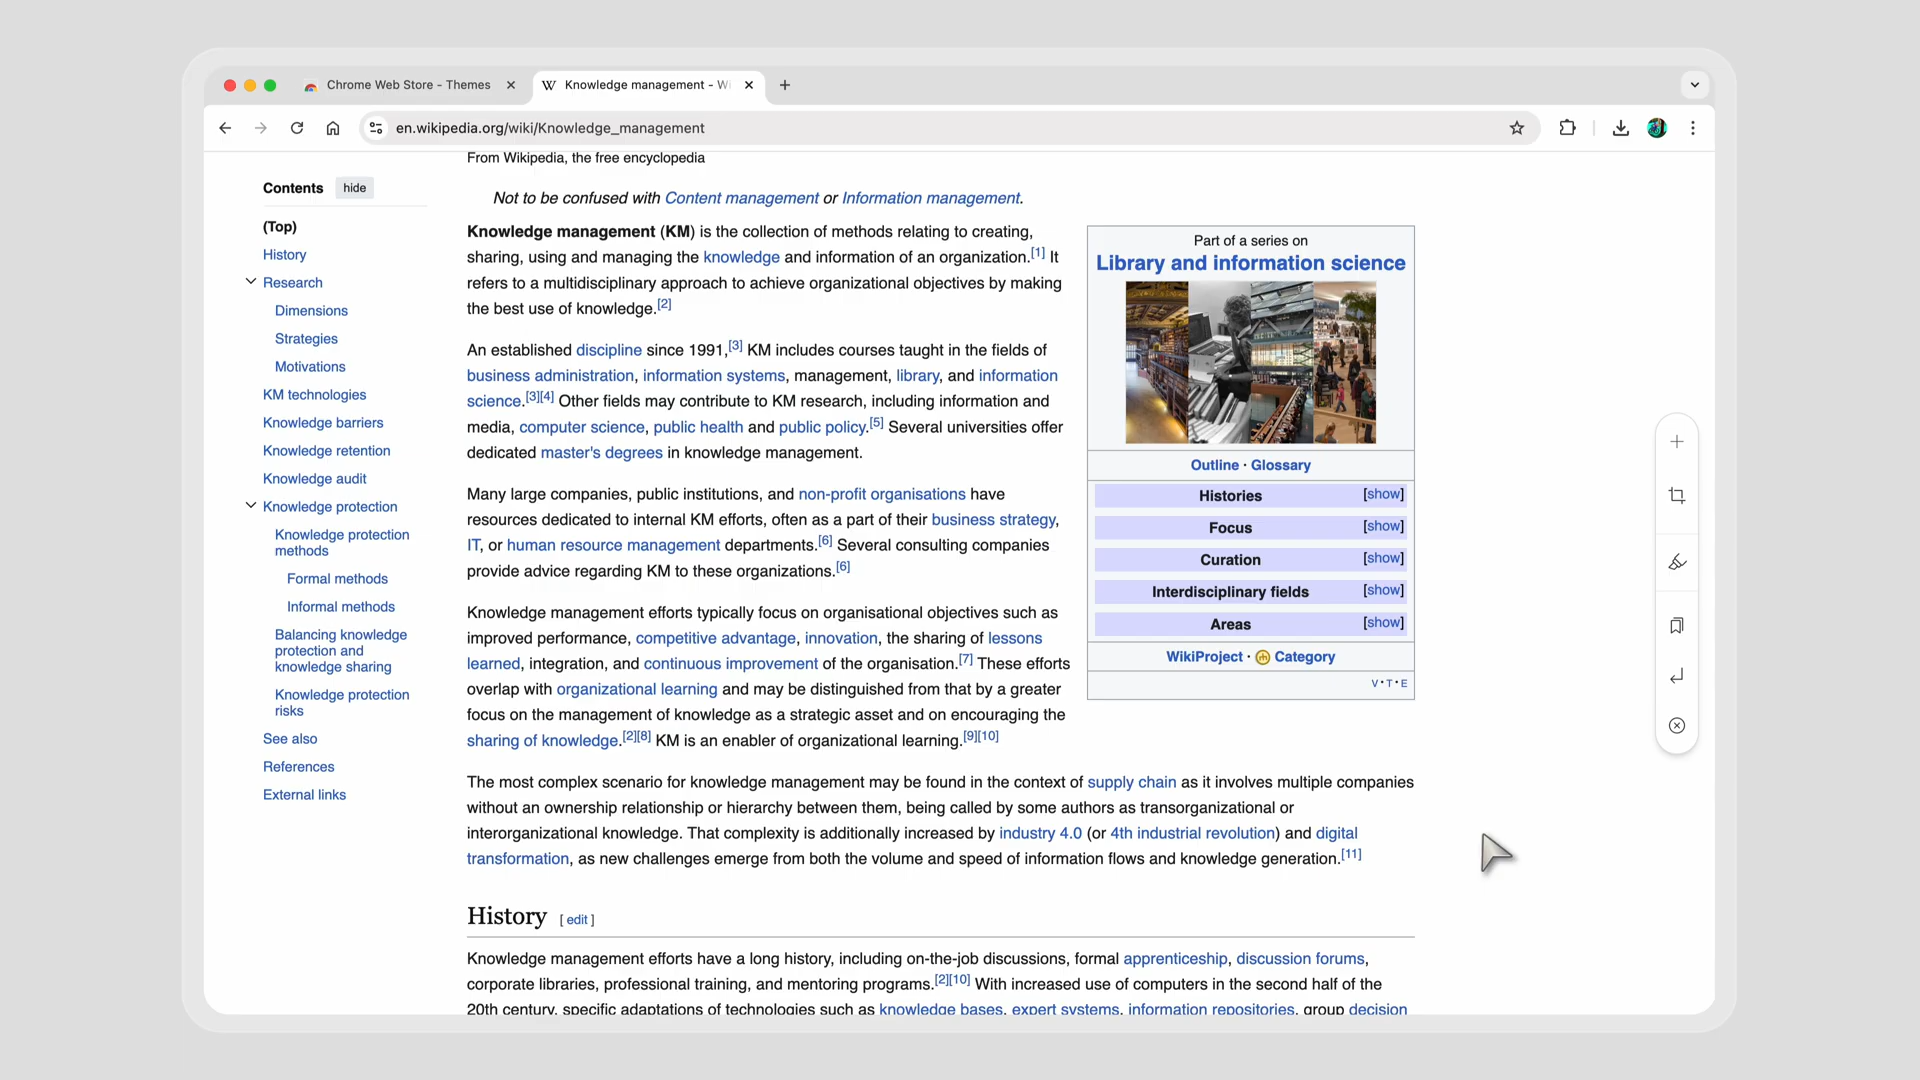 Chrome Web Store - Themes
Knowledge management - Wi
en.wikipedia.org/wiki/Knowledge_management
Contents hide
(Top)
History
Research
Dimensions
Strategies
Motivations
KM technologies
Knowledge barriers
Knowledge retention
Knowledge audit
Knowledge protection
Knowledge protection
methods
Formal methods
Informal methods
Balancing knowledge
protection and
knowledge sharing
Knowledge protection
risks
See also
References
External links
From Wikipedia, the free encyclopedia
Not to be confused with Content management or Information management.
Knowledge management (KM) is the collection of methods relating to creating,
sharing, using and managing the knowledge and information of an organization.[1] It
refers to a multidisciplinary approach to achieve organizational objectives by making
the best use of knowledge.[2]
An established discipline since 1991,[3] KM includes courses taught in the fields of
business administration, information systems, management, library, and information
science.[3][4] Other fields may contribute to KM research, including information and
media, computer science, public health and public policy.[5] Several universities offer
dedicated master's degrees in knowledge management.
Many large companies, public institutions, and non-profit organisations have
resources dedicated to internal KM efforts, often as a part of their business strategy,
IT, or human resource management departments.[6] Several consulting companies
provide advice regarding KM to these organizations.[6]
Knowledge management efforts typically focus on organisational objectives such as
improved performance, competitive advantage, innovation, the sharing of lessons
learned, integration, and continuous improvement of the organisation.[7] These efforts
overlap with organizational learning and may be distinguished from that by a greater
focus on the management of knowledge as a strategic asset and on encouraging the
sharing of knowledge.[2][8] KM is an enabler of organizational learning.[9][10]
The most complex scenario for knowledge management may be found in the context of supply chain as it involves multiple companies
without an ownership relationship or hierarchy between them, being called by some authors as transorganizational or
interorganizational knowledge. That complexity is additionally increased by industry 4.0 (or 4th industrial revolution) and digital
transformation, as new challenges emerge from both the volume and speed of information flows and knowledge generation.[11]
History [ edit ]
Knowledge management efforts have a long history, including on-the-job discussions, formal apprenticeship, discussion forums,
corporate libraries, professional training, and mentoring programs.[2][10] With increased use of computers in the second half of the
20th century, specific adaptations of technologies such as knowledge bases, expert systems, information repositories, group decision
Part of a series on
Library and information science
Outline · Glossary
Histories [show]
Focus [show]
Curation [show]
Interdisciplinary fields [show]
Areas [show]
WikiProject · Category
V · T · E